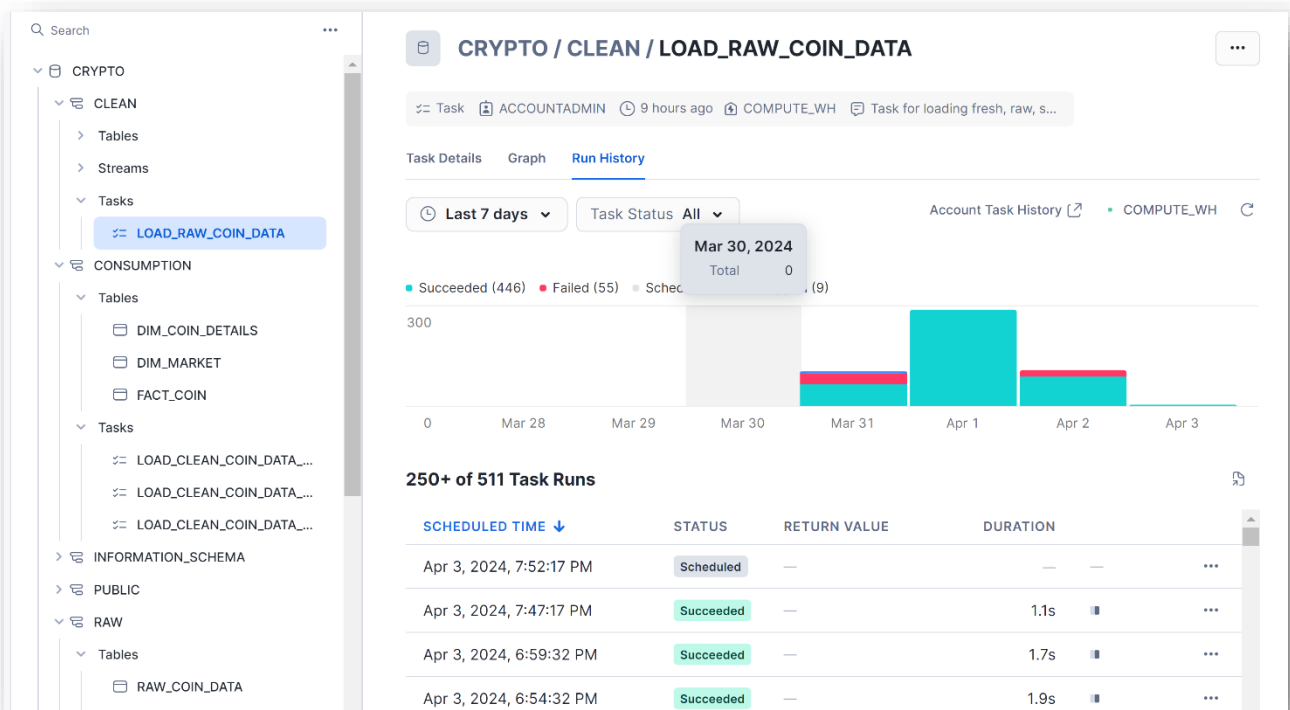 Search
CRYPTO
CLEAN
Tables
Streams
Tasks
LOAD_RAW_COIN_DATA
CONSUMPTION
Tables
DIM_COIN_DETAILS
DIM_MARKET
FACT_COIN
Tasks
LOAD_CLEAN_COIN_DATA_...
LOAD_CLEAN_COIN_DATA_...
LOAD_CLEAN_COIN_DATA_...
INFORMATION_SCHEMA
PUBLIC
RAW
Tables
RAW_COIN_DATA
CRYPTO / CLEAN / LOAD_RAW_COIN_DATA
Task ACCOUNTADMIN 9 hours ago COMPUTE_WH Task for loading fresh, raw, s...
Task Details Graph Run History
Last 7 days Task Status All Account Task History COMPUTE_WH
Mar 30, 2024
Total 0
Succeeded (446) Failed (55) (9)
300
0 Mar 28 Mar 29 Mar 30 Mar 31 Apr 1 Apr 2 Apr 3
250+ of 511 Task Runs
SCHEDULED TIME STATUS RETURN VALUE DURATION
Apr 3, 2024, 7:52:17 PM Scheduled — — —
Apr 3, 2024, 7:47:17 PM Succeeded — 1.1s
Apr 3, 2024, 6:59:32 PM Succeeded — 1.7s
Apr 3, 2024, 6:54:32 PM Succeeded — 1.9s